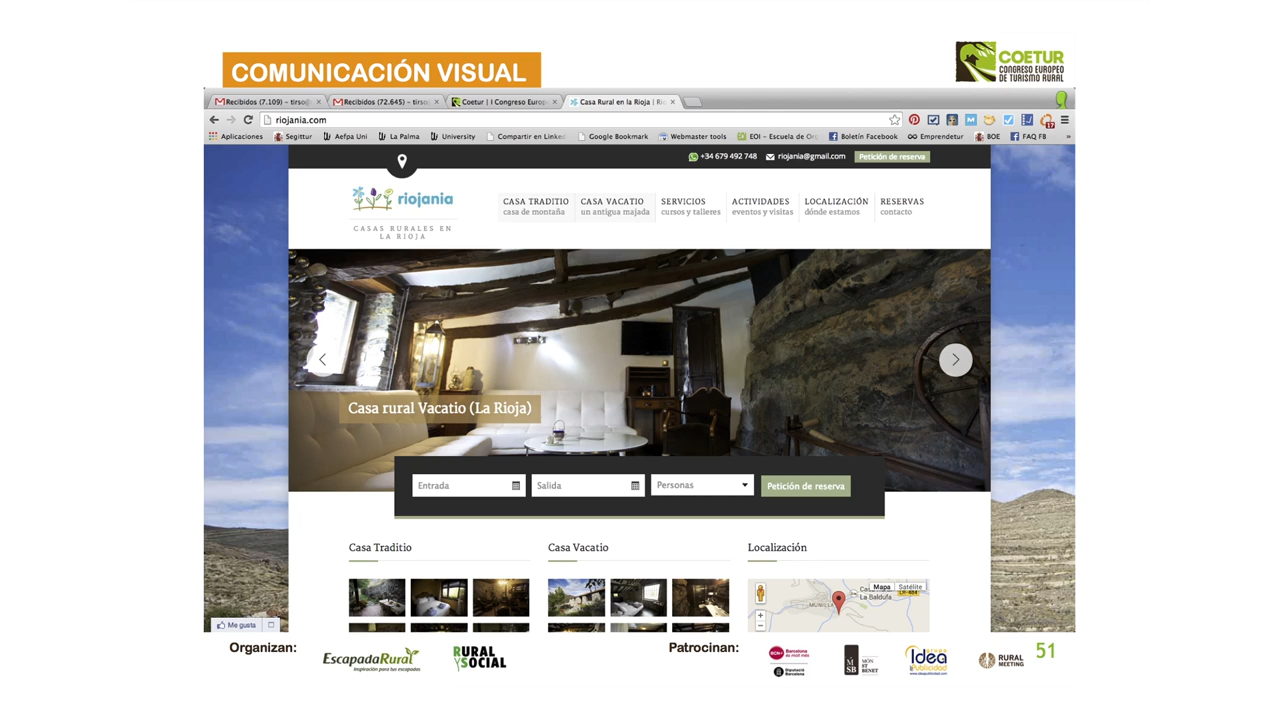 COMUNICACIÓN VISUAL
COETUR
CONGRESO EUROPEO
DE TURISMO RURAL
Recibidos (7.109) – tirso
Recibidos (72.645) – tirso
Coetur | I Congreso Europ
Casa Rural en la Rioja | Ri
riojania.com
Aplicaciones
Segittur
Aefpa Uni
La Palma
University
Compartir en Linked
Google Bookmark
Webmaster tools
EOI – Escuela de Or
Boletín Facebook
Emprendetur
BOE
FAQ FB
»
+34 679 492 748
riojania@gmail.com
Petición de reserva
riojania
CASAS RURALES EN
LA RIOJA
CASA TRADITIO
casa de montaña
CASA VACATIO
un antigua majada
SERVICIOS
cursos y talleres
ACTIVIDADES
eventos y visitas
LOCALIZACIÓN
dónde estamos
RESERVAS
contacto
Casa rural Vacatio (La Rioja)
Entrada
Salida
Personas
Petición de reserva
Casa Traditio
Casa Vacatio
Localización
Mapa
Satélite
La Baldufa
MUNILLA
Me gusta
Organizan:
EscapadaRural
Inspiración para tus escapadas
RURAL
Y SOCIAL
Patrocinan:
BCN
Barcelona
és molt més
Diputació
Barcelona
M
SB
MÓN
ST
BENET
grupo
Idea
Publicidad
www.ideapublicidad.com
RURAL
MEETING
51